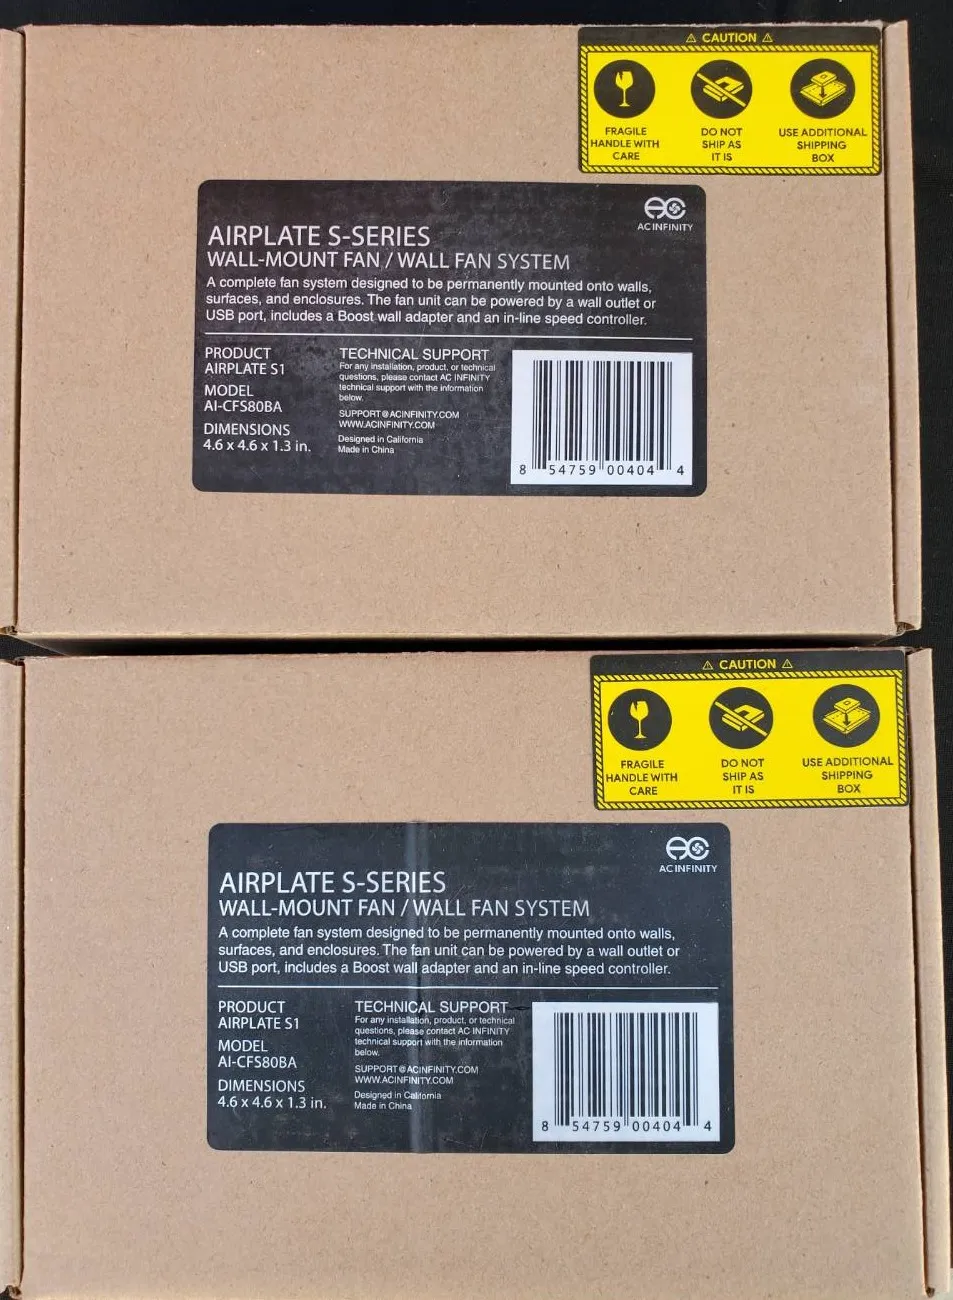 ⚠ CAUTION ⚠
FRAGILE
HANDLE WITH
CARE
DO NOT
SHIP AS
IT IS
USE ADDITIONAL
SHIPPING
BOX
AC INFINITY
AIRPLATE S-SERIES
WALL-MOUNT FAN / WALL FAN SYSTEM
A complete fan system designed to be permanently mounted onto walls,
surfaces, and enclosures. The fan unit can be powered by a wall outlet or
USB port, includes a Boost wall adapter and an in-line speed controller.
PRODUCT
AIRPLATE S1
MODEL
AI-CFS80BA
DIMENSIONS
4.6 x 4.6 x 1.3 in.
TECHNICAL SUPPORT
For any installation, product, or technical
questions, please contact AC INFINITY
technical support with the information
below.
SUPPORT@ACINFINITY.COM
WWW.ACINFINITY.COM
Designed in California
Made in China
8 54759 00404 4
⚠ CAUTION ⚠
FRAGILE
HANDLE WITH
CARE
DO NOT
SHIP AS
IT IS
USE ADDITIONAL
SHIPPING
BOX
AC INFINITY
AIRPLATE S-SERIES
WALL-MOUNT FAN / WALL FAN SYSTEM
A complete fan system designed to be permanently mounted onto walls,
surfaces, and enclosures. The fan unit can be powered by a wall outlet or
USB port, includes a Boost wall adapter and an in-line speed controller.
PRODUCT
AIRPLATE S1
MODEL
AI-CFS80BA
DIMENSIONS
4.6 x 4.6 x 1.3 in.
TECHNICAL SUPPORT
For any installation, product, or technical
questions, please contact AC INFINITY
technical support with the information
below.
SUPPORT@ACINFINITY.COM
WWW.ACINFINITY.COM
Designed in California
Made in China
8 54759 00404 4